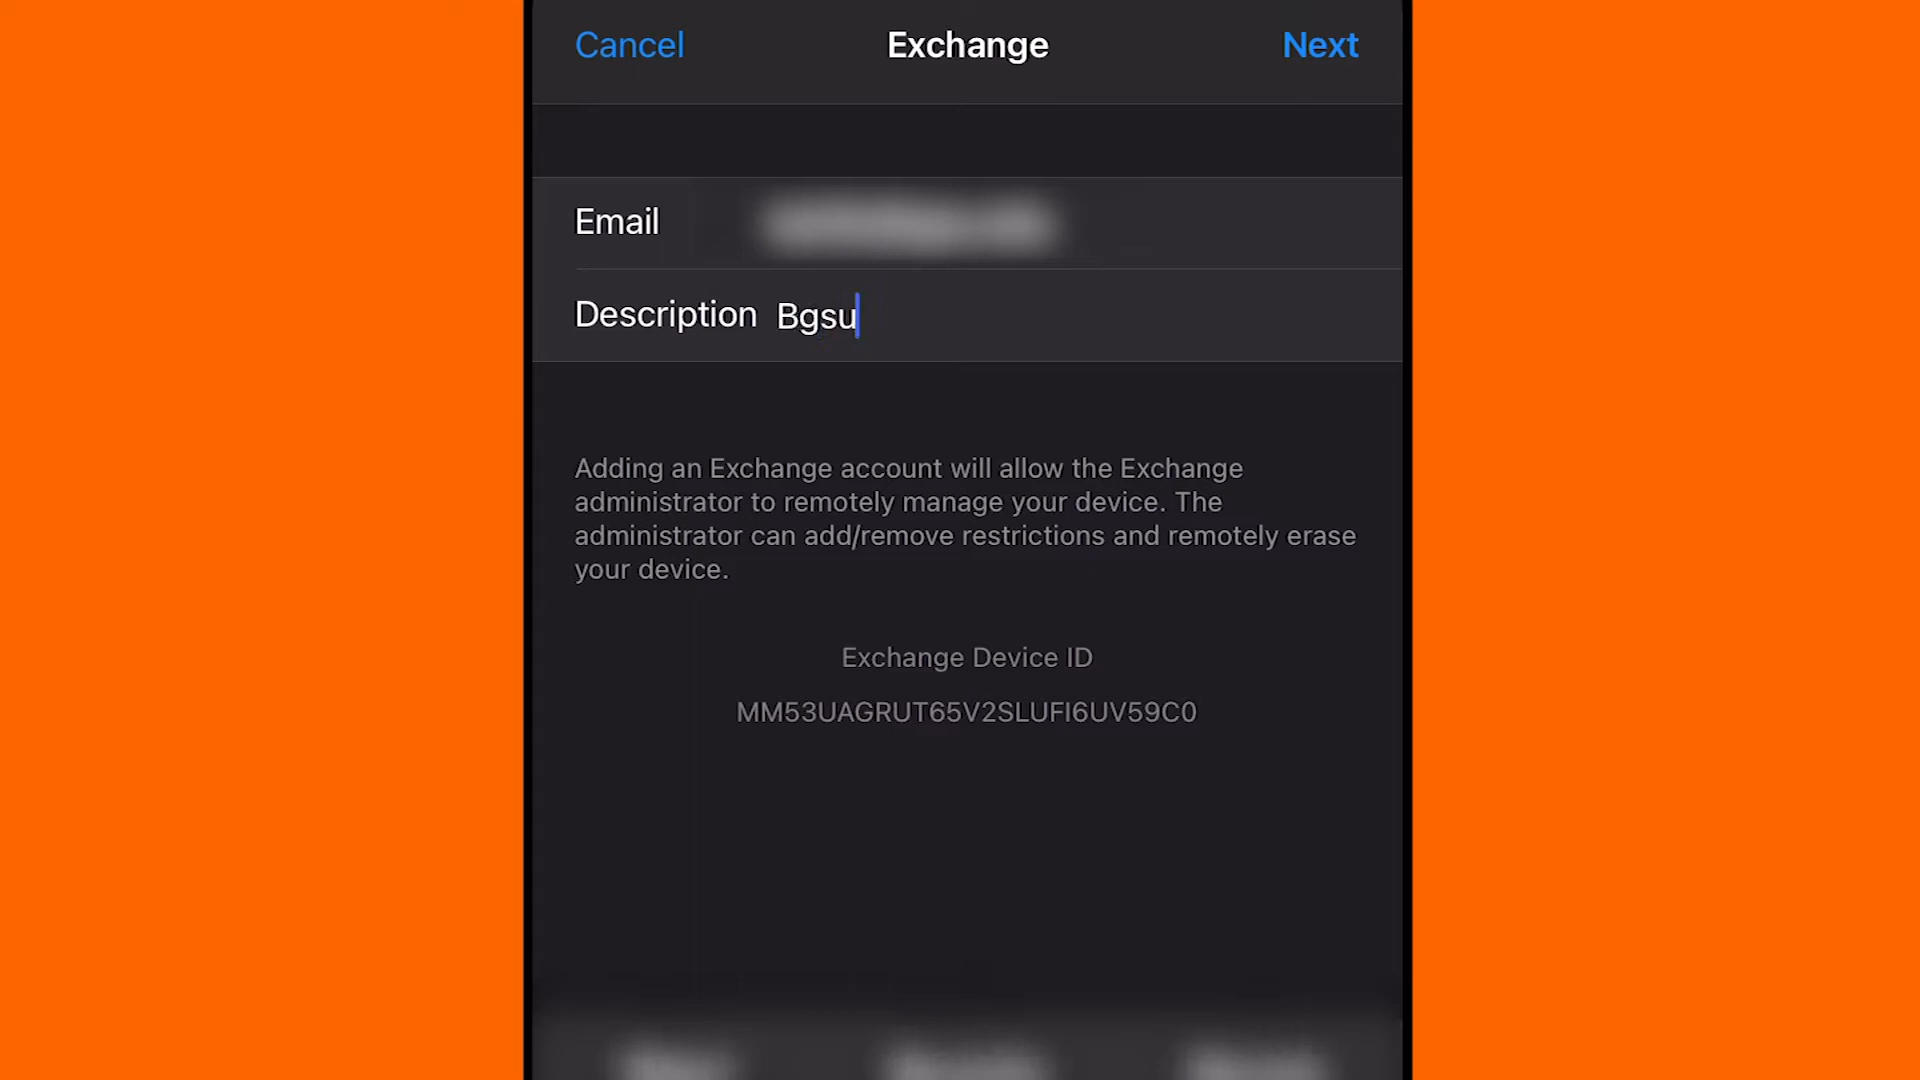 Cancel Exchange Next
Email
Description Bgsu
Adding an Exchange account will allow the Exchange
administrator to remotely manage your device. The
administrator can add/remove restrictions and remotely erase
your device.
Exchange Device ID
MM53UAGRUT65V2SLUFI6UV59C0